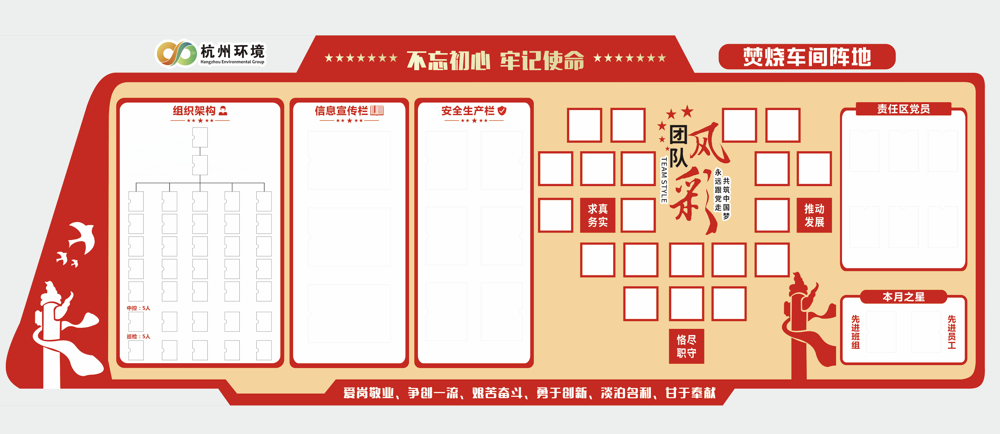 杭州环境
Hangzhou Environmental Group
不忘初心 牢记使命
焚烧车间阵地
组织架构
中控：5人
巡检：5人
信息宣传栏
安全生产栏
团队
风彩
TEAM STYLE
永远跟党走
共筑中国梦
求真
务实
推动
发展
恪尽
职守
责任区党员
本月之星
先进班组
先进员工
爱岗敬业、争创一流、艰苦奋斗、勇于创新、淡泊名利、甘于奉献